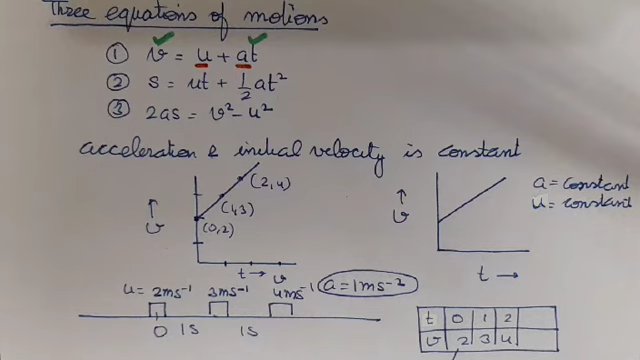 Three equations of motions
① v = u + at
② s = ut + 1/2 at²
③ 2as = v² - u²
acceleration & initial velocity is constant
↑
v
(2,4)
(1,3)
(0,2)
t → v
↑
v
t →
a = constant
u = constant
u = 2ms⁻¹ 3ms⁻¹ 4ms⁻¹ a = 1ms-2
0 1s 1s
t 0 1 2
v 2 3 4